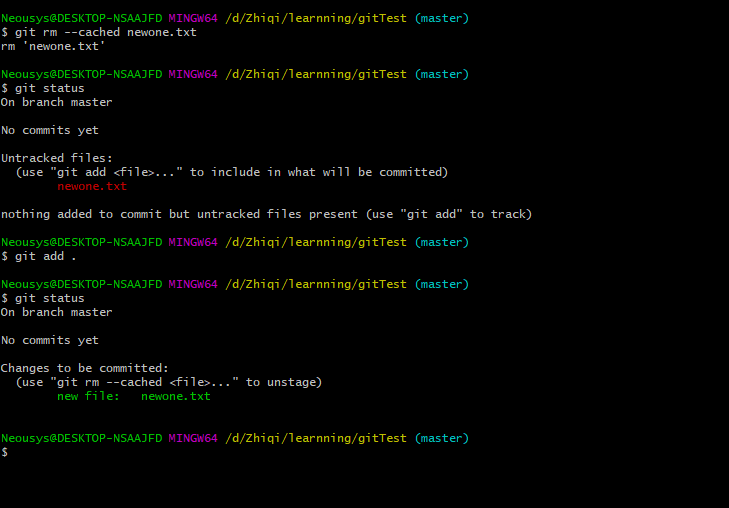 Neousys@DESKTOP-NSAAJFD MINGW64 /d/Zhiqi/learnning/gitTest (master)
$ git rm --cached newone.txt
rm 'newone.txt'
Neousys@DESKTOP-NSAAJFD MINGW64 /d/Zhiqi/learnning/gitTest (master)
$ git status
On branch master
No commits yet
Untracked files:
(use "git add <file>..." to include in what will be committed)
newone.txt
nothing added to commit but untracked files present (use "git add" to track)
Neousys@DESKTOP-NSAAJFD MINGW64 /d/Zhiqi/learnning/gitTest (master)
$ git add .
Neousys@DESKTOP-NSAAJFD MINGW64 /d/Zhiqi/learnning/gitTest (master)
$ git status
On branch master
No commits yet
Changes to be committed:
(use "git rm --cached <file>..." to unstage)
new file:   newone.txt
Neousys@DESKTOP-NSAAJFD MINGW64 /d/Zhiqi/learnning/gitTest (master)
$